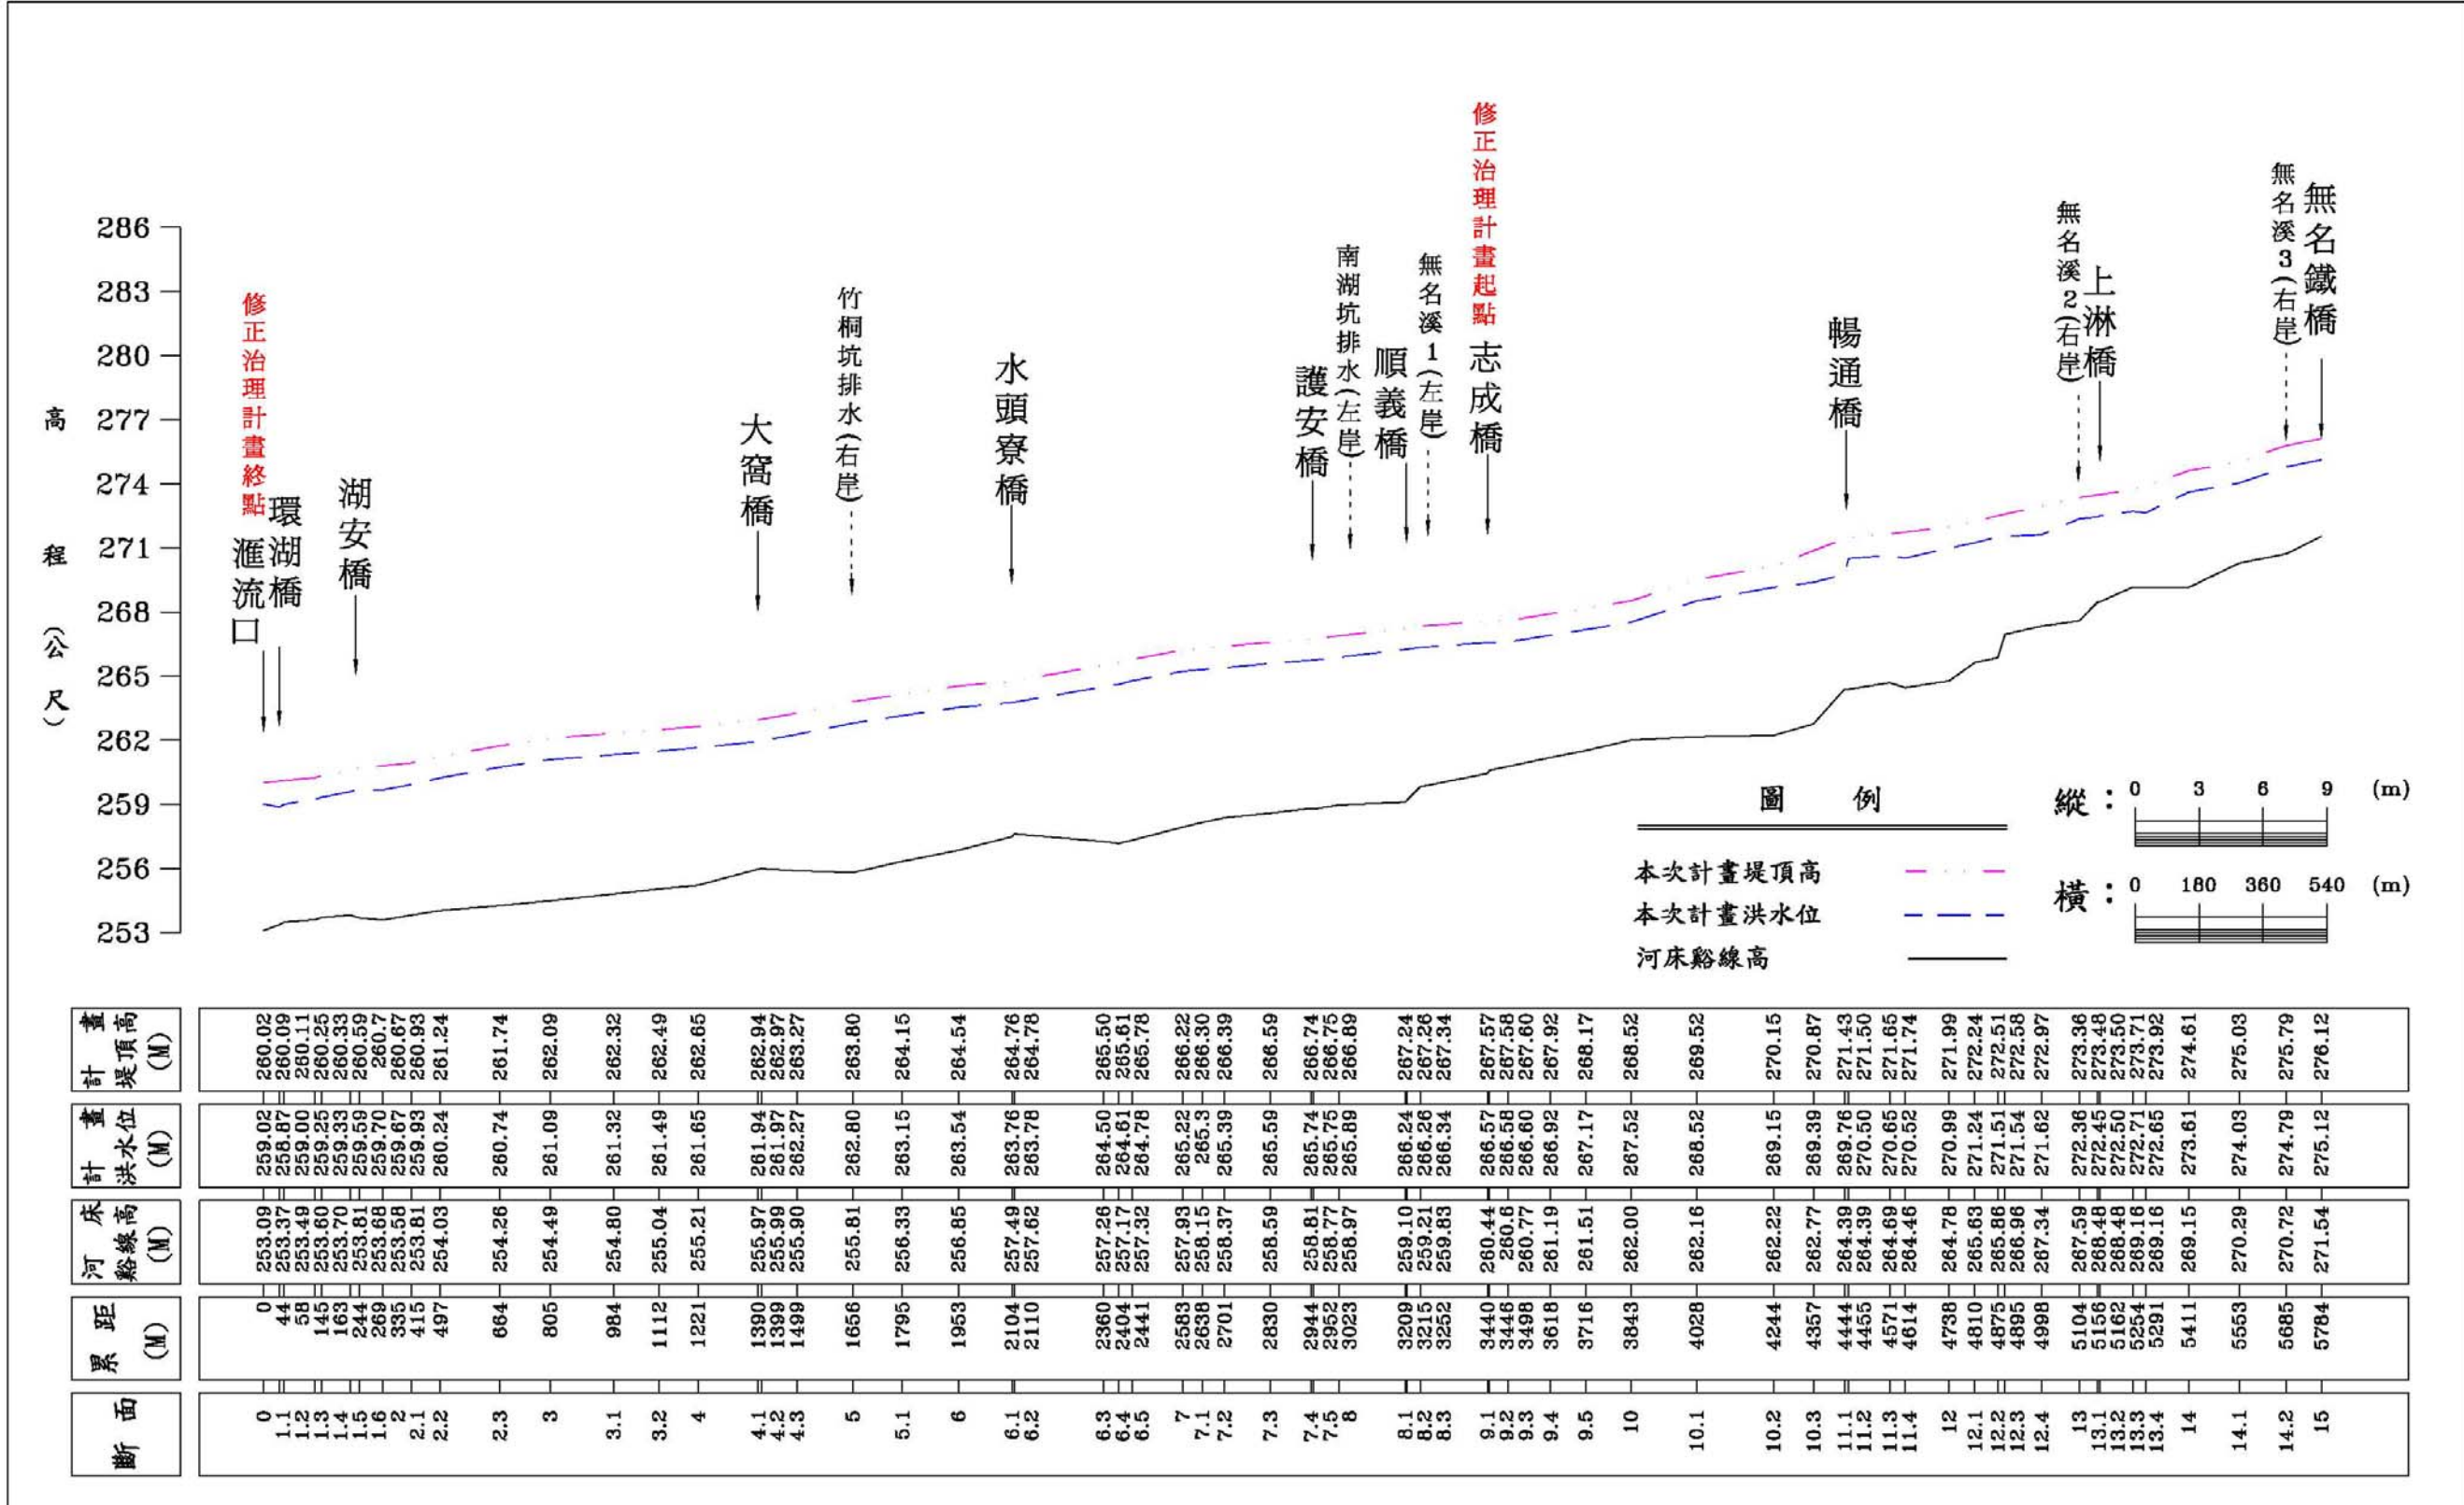 修正治理計畫起點
無名溪3(右岸)
無名鐵橋
無名溪2(右岸)
上淋橋
南湖坑排水(左岸)
無名溪1(左岸)
竹桐坑排水(右岸)
修正治理計畫終點
匯流口
環湖橋
湖安橋
大窩橋
水頭寮橋
護安橋
順義橋
志成橋
暢通橋
高程(公尺)
286
283
280
277
274
271
268
265
262
259
256
253
圖 例
本次計畫堤頂高
本次計畫洪水位
河床谿線高
縱: 0 3 6 9 (m)
橫: 0 180 360 540 (m)
計畫堤頂高(M) 260.02 260.09 260.11 260.25 260.33 260.59 260.7 260.67 260.93 261.24 261.74 262.09 262.32 262.49 262.65 262.94 262.97 263.27 263.80 264.15 264.54 264.76 264.78 265.50 265.61 265.78 266.22 266.30 266.39 266.59 266.74 266.75 266.89 267.24 267.26 267.34 267.57 267.58 267.60 267.92 268.17 268.52 269.52 270.15 270.87 271.43 271.50 271.65 271.74 271.99 272.24 272.51 272.58 272.97 273.36 273.48 273.50 273.71 273.92 274.61 275.03 275.79 276.12
計畫洪水位(M) 259.02 258.87 259.00 259.25 259.33 259.59 259.70 259.67 259.93 260.24 260.74 261.09 261.32 261.49 261.65 261.94 261.97 262.27 262.80 263.15 263.54 263.76 263.78 264.50 264.61 264.78 265.22 265.3 265.39 265.59 265.74 265.75 265.89 266.24 266.26 266.34 266.57 266.58 266.60 266.92 267.17 267.52 268.52 269.15 269.39 269.76 270.50 270.65 270.52 270.99 271.24 271.51 271.54 271.62 272.36 272.45 272.50 272.71 272.65 273.61 274.03 274.79 275.12
河床谿線高(M) 253.09 253.37 253.49 253.60 253.70 253.81 253.68 253.58 253.81 254.03 254.26 254.49 254.80 255.04 255.21 255.97 255.99 255.90 255.81 256.33 256.85 257.49 257.62 257.26 257.17 257.32 257.93 258.15 258.37 258.59 258.81 258.77 258.97 259.10 259.21 259.83 260.44 260.6 260.77 261.19 261.51 262.00 262.16 262.22 262.77 264.39 264.39 264.69 264.46 264.78 265.63 265.86 266.96 267.34 267.59 268.48 268.48 269.16 269.16 269.15 270.29 270.72 271.54
累距(M) 0 44 58 145 163 244 269 335 415 497 664 805 984 1112 1221 1390 1399 1499 1656 1795 1953 2104 2110 2360 2404 2441 2583 2638 2701 2830 2944 2952 3023 3209 3215 3252 3440 3446 3498 3618 3716 3843 4028 4244 4357 4444 4455 4571 4614 4738 4810 4875 4895 4998 5104 5156 5162 5254 5291 5411 5553 5685 5784
斷面 0 1.1 1.2 1.3 1.4 1.5 1.6 2 2.1 2.2 2.3 3 3.1 3.2 4 4.1 4.2 4.3 5 5.1 6 6.1 6.2 6.3 6.4 6.5 7 7.1 7.2 7.3 7.4 7.5 8 8.1 8.2 8.3 9.1 9.2 9.3 9.4 9.5 10 10.1 10.2 10.3 11.1 11.2 11.3 11.4 12 12.1 12.2 12.3 12.4 13 13.1 13.2 13.3 13.4 14 14.1 14.2 15